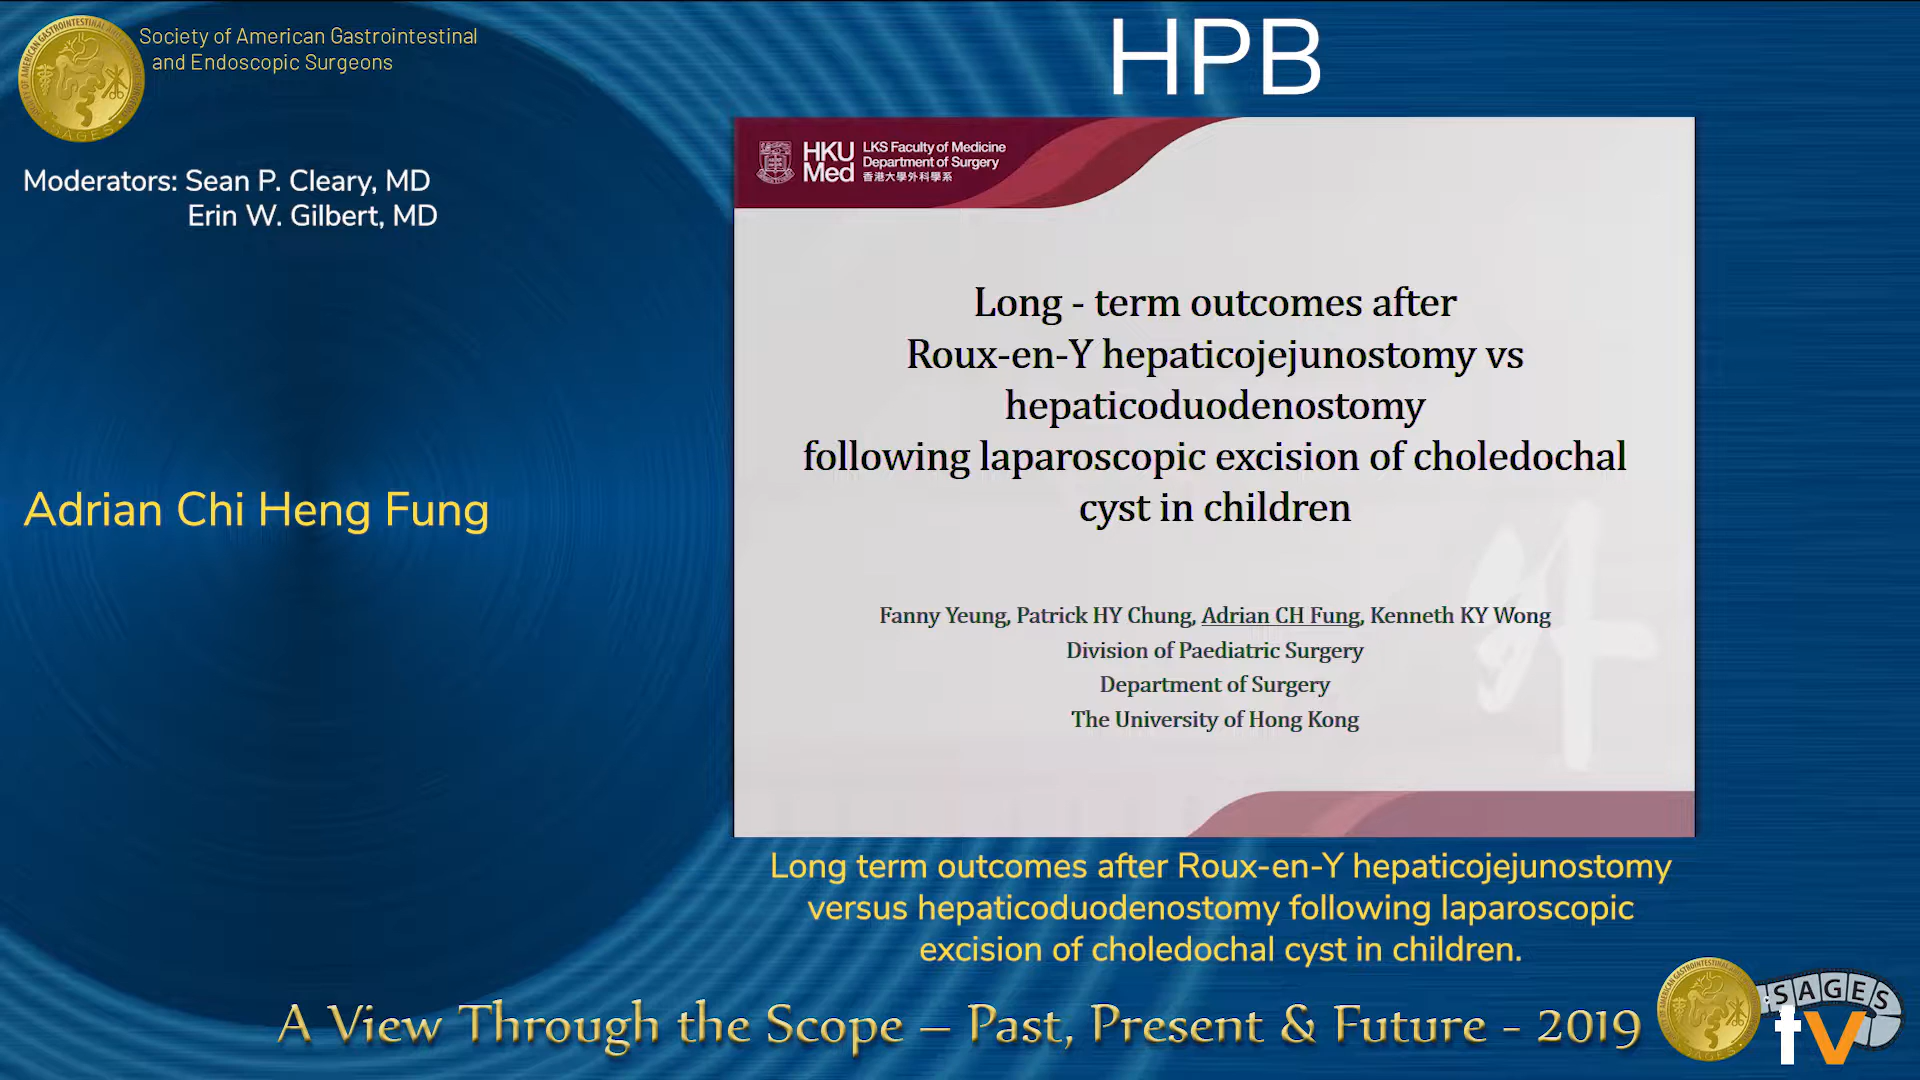 Society of American Gastrointestinal
and Endoscopic Surgeons
HPB
Moderators: Sean P. Cleary, MD
Erin W. Gilbert, MD
Adrian Chi Heng Fung
HKU
Med
LKS Faculty of Medicine
Department of Surgery
香港大學外科學系
Long - term outcomes after
Roux-en-Y hepaticojejunostomy vs
hepaticoduodenostomy
following laparoscopic excision of choledochal
cyst in children
Fanny Yeung, Patrick HY Chung, Adrian CH Fung, Kenneth KY Wong
Division of Paediatric Surgery
Department of Surgery
The University of Hong Kong
外
Long term outcomes after Roux-en-Y hepaticojejunostomy
versus hepaticoduodenostomy following laparoscopic
excision of choledochal cyst in children.
A View Through the Scope – Past, Present & Future - 2019
SAGES
tV